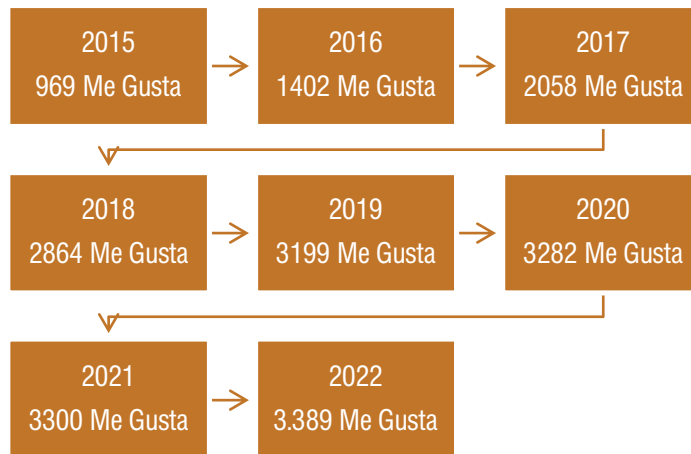 2015
969 Me Gusta
2016
1402 Me Gusta
2017
2058 Me Gusta
2018
2864 Me Gusta
2019
3199 Me Gusta
2020
3282 Me Gusta
2021
3300 Me Gusta
2022
3.389 Me Gusta